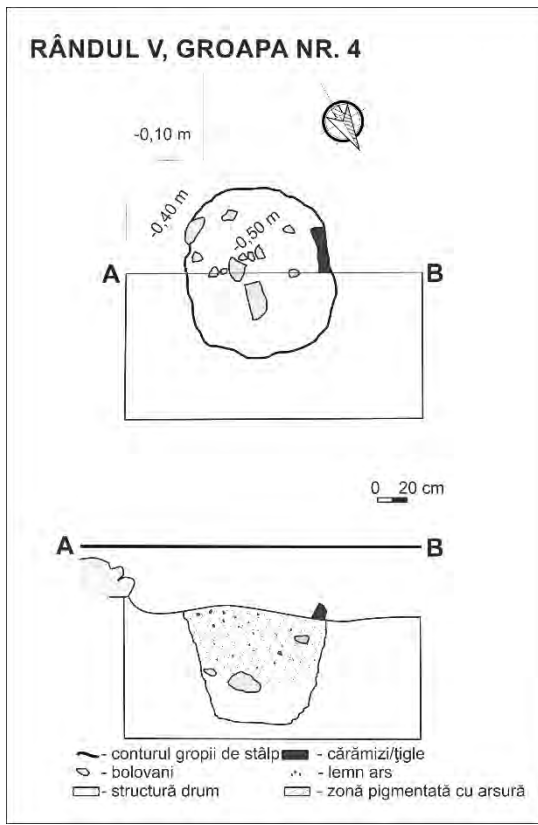 RÂNDUL V, GROAPA NR. 4
-0,10 m
-0,40 m
-0,50 m
A B
0 20 cm
A B
- conturul gropii de stâlp - cărămizi/ţigle
- bolovani - lemn ars
- structură drum - zonă pigmentată cu arsură